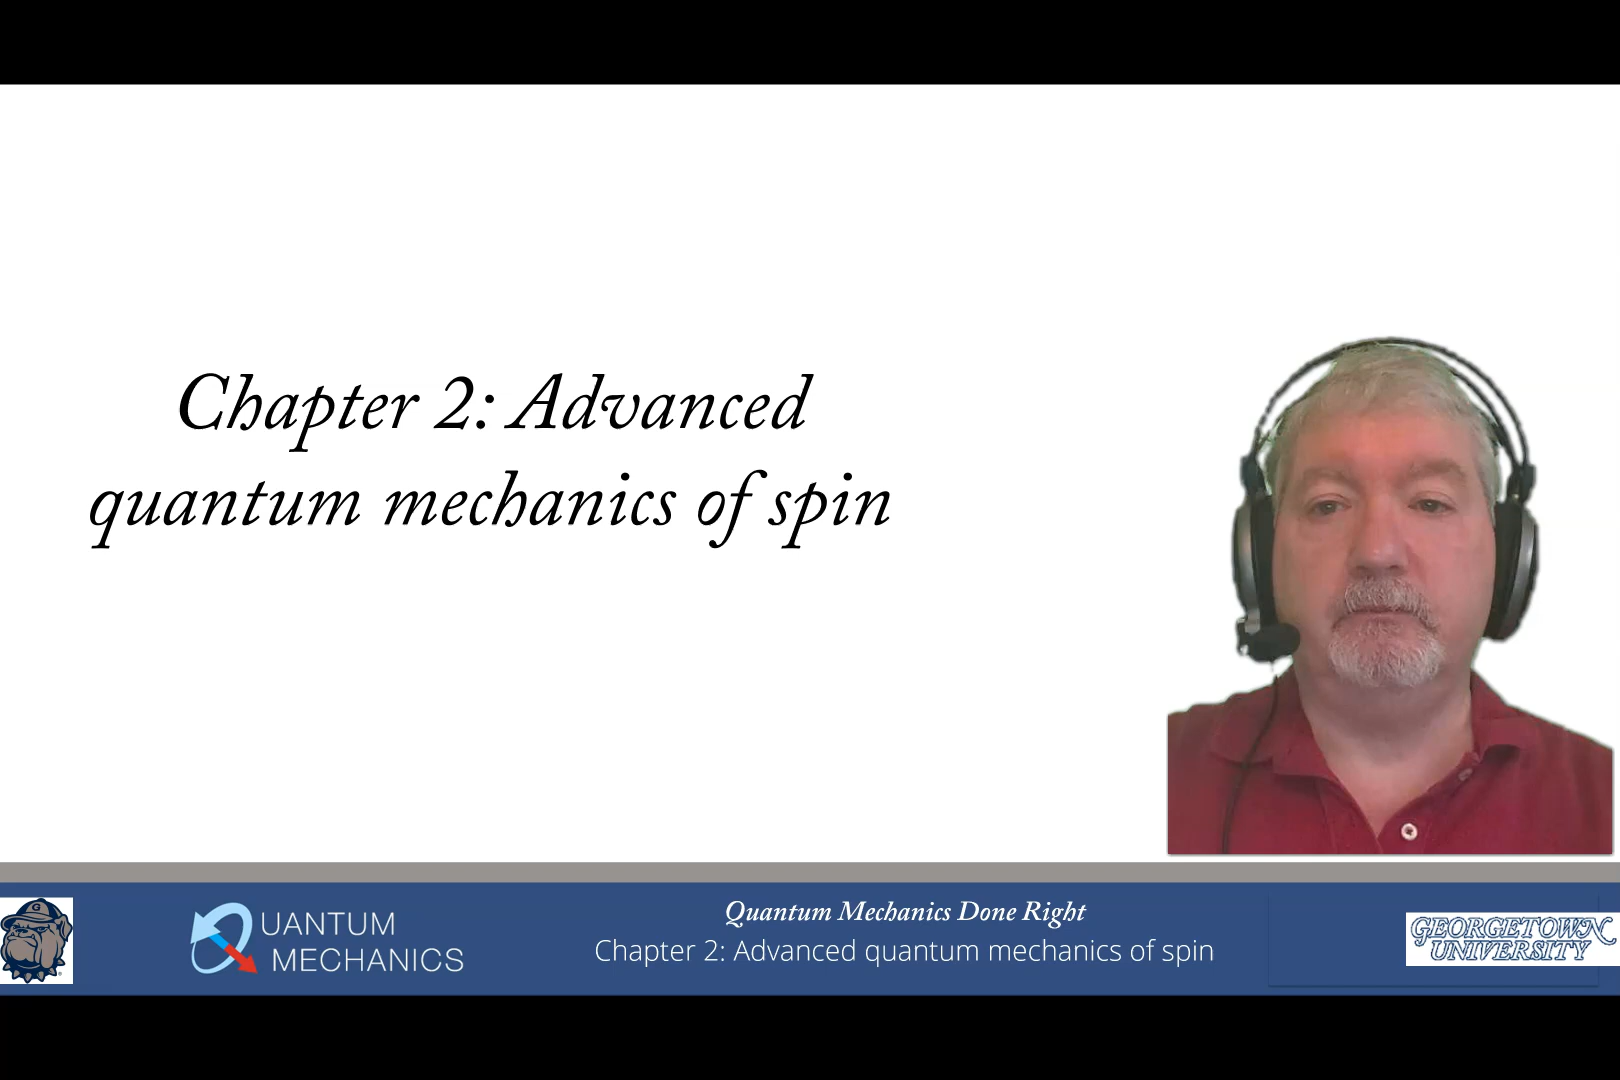 Chapter 2: Advanced
quantum mechanics of spin
G
UANTUM
MECHANICS
Quantum Mechanics Done Right
Chapter 2: Advanced quantum mechanics of spin
GEORGETOWN
UNIVERSITY